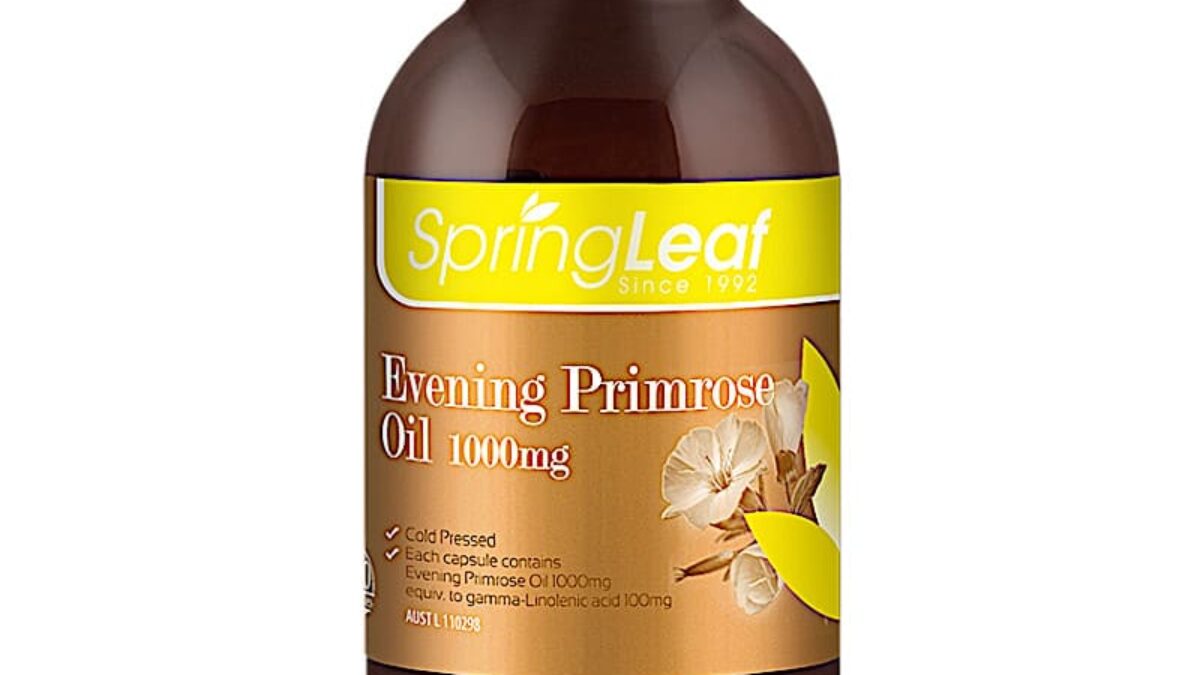 SpringLeaf
Since 1992
Evening Primrose
Oil 1000mg
Cold Pressed
Each capsule contains
Evening Primrose Oil 1000mg
equiv. to gamma-Linolenic acid 100mg
AUST L 110298